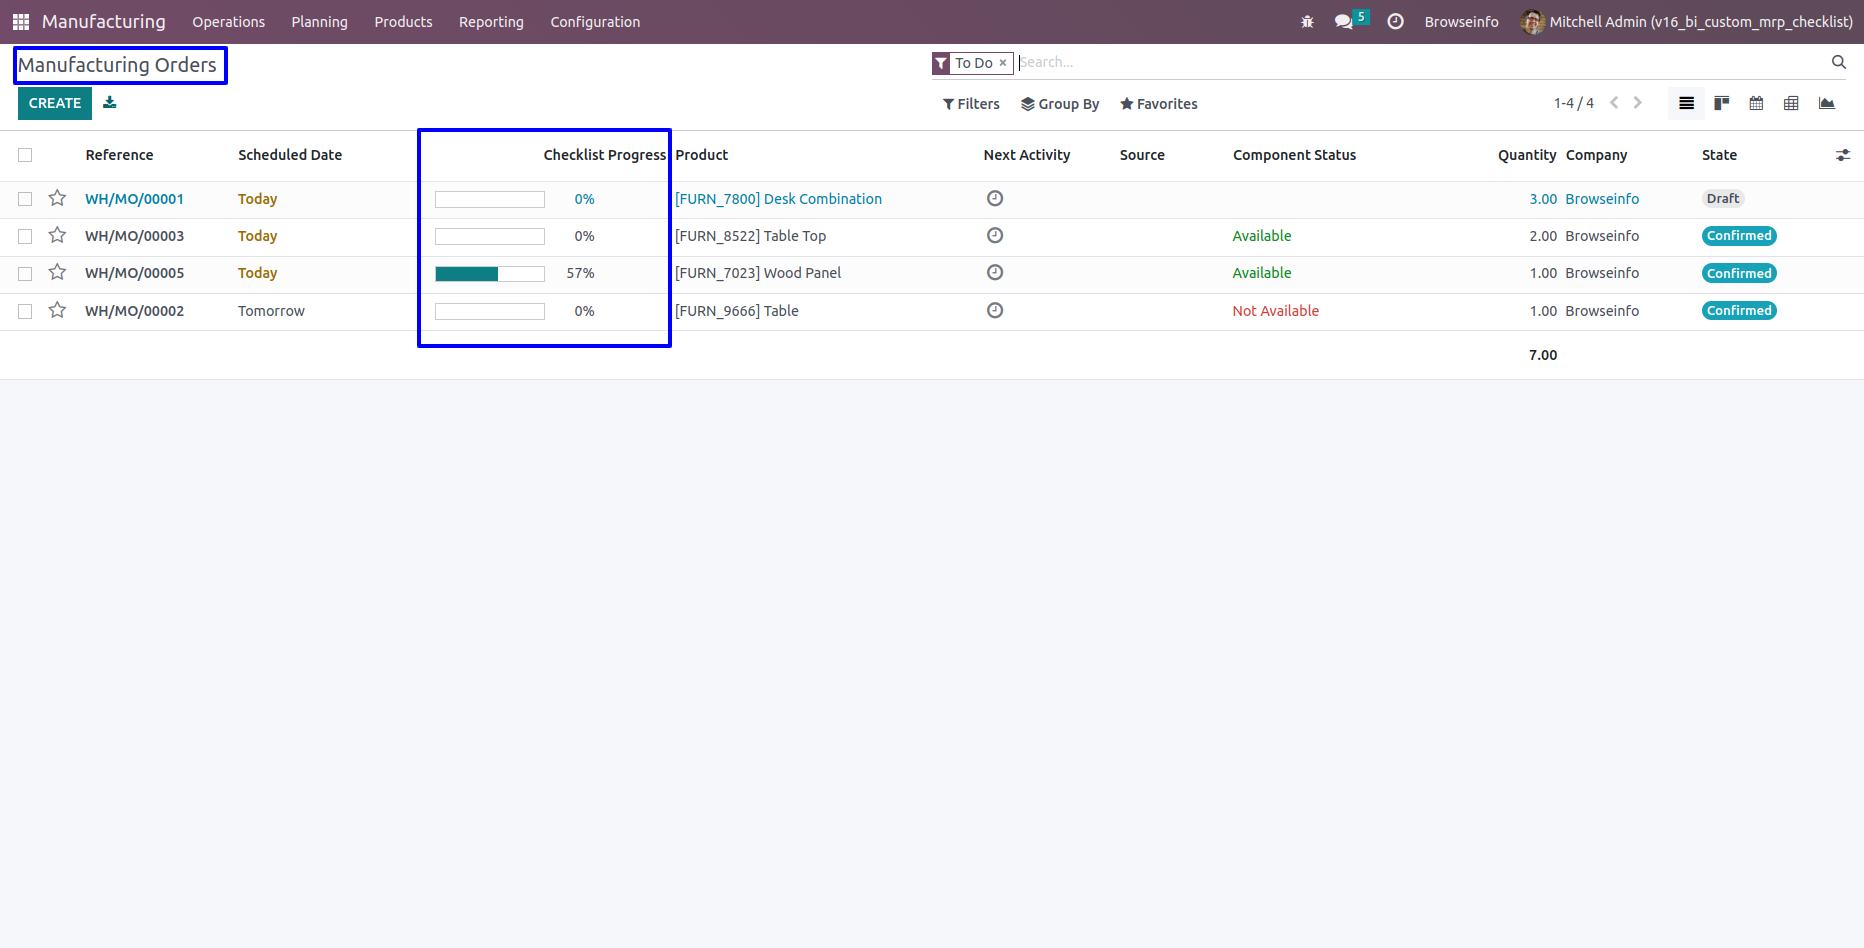 Manufacturing Operations Planning Products Reporting Configuration 5 Browseinfo Mitchell Admin (v16_bi_custom_mrp_checklist)
Manufacturing Orders To Do × Search...
CREATE Filters Group By Favorites 1-4 / 4
Reference Scheduled Date Checklist Progress Product Next Activity Source Component Status Quantity Company State
WH/MO/00001 Today 0% [FURN_7800] Desk Combination 3.00 Browseinfo Draft
WH/MO/00003 Today 0% [FURN_8522] Table Top Available 2.00 Browseinfo Confirmed
WH/MO/00005 Today 57% [FURN_7023] Wood Panel Available 1.00 Browseinfo Confirmed
WH/MO/00002 Tomorrow 0% [FURN_9666] Table Not Available 1.00 Browseinfo Confirmed
7.00